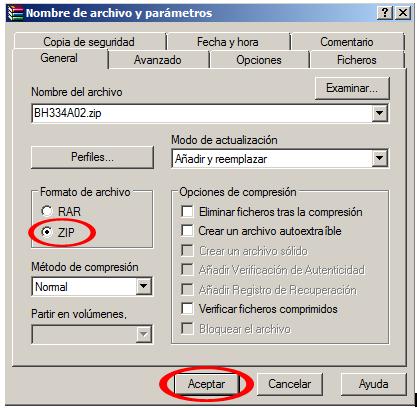 Nombre de archivo y parámetros
Copia de seguridad Fecha y hora Comentario
General Avanzado Opciones Ficheros
Nombre del archivo
Examinar...
BH334A02.zip
Modo de actualización
Perfiles...
Añadir y reemplazar
Formato de archivo
RAR
ZIP
Método de compresión
Normal
Partir en volúmenes,
Opciones de compresión
Eliminar ficheros tras la compresión
Crear un archivo autoextraíble
Crear un archivo sólido
Añadir Verificación de Autenticidad
Añadir Registro de Recuperación
Verificar ficheros comprimidos
Bloquear el archivo
Aceptar Cancelar Ayuda